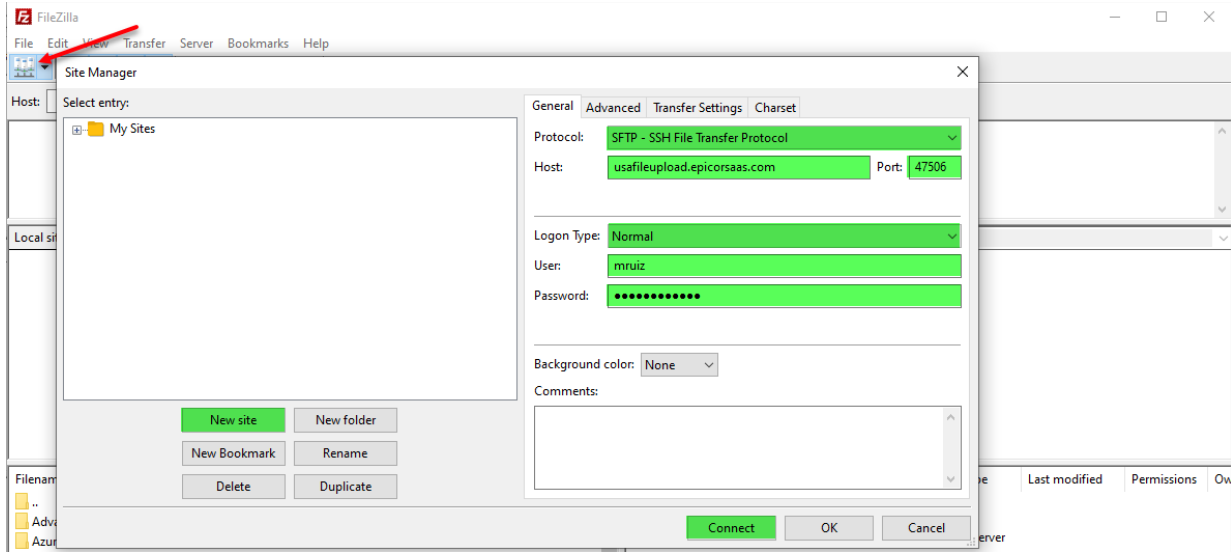 FileZilla
File Edit View Transfer Server Bookmarks Help
Site Manager
Host:
Select entry:
My Sites
General Advanced Transfer Settings Charset
Protocol: SFTP - SSH File Transfer Protocol
Host: usafileupload.epicorsaas.com Port: 47506
Logon Type: Normal
User: mruiz
Password: ●●●●●●●●●●●●
Background color: None
Comments:
New site New folder
New Bookmark Rename
Delete Duplicate
Connect OK Cancel
Local sit
Filenam
..
Adva
Azur
pe Last modified Permissions Ow
erver